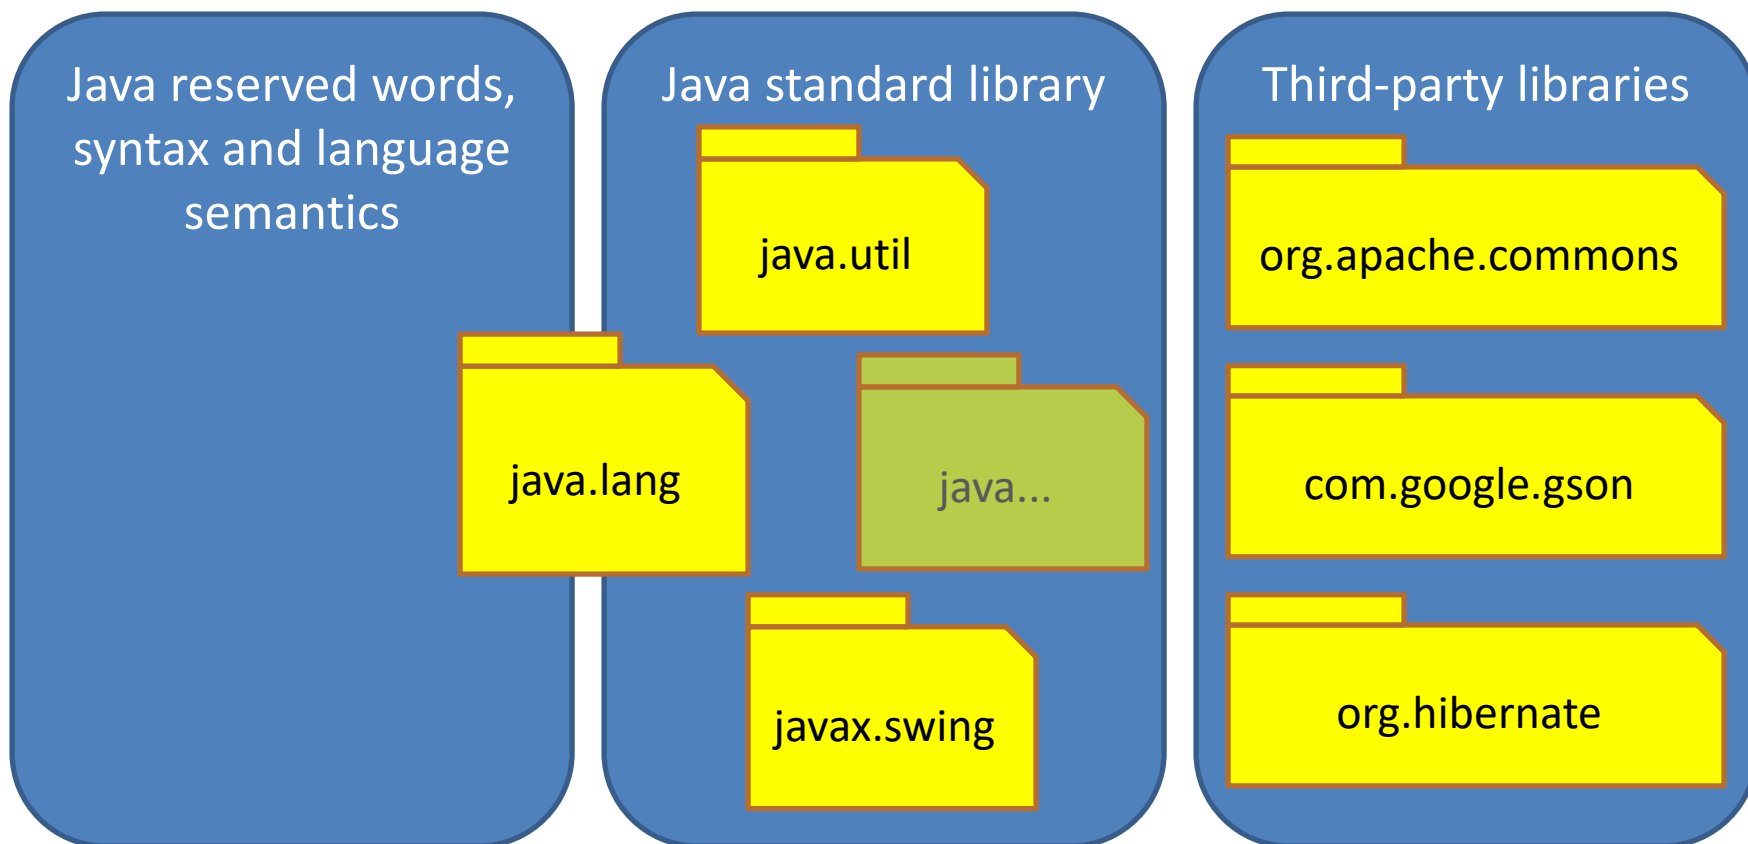 Java reserved words,
syntax and language
semantics
java.lang
Java standard library
java.util
java...
javax.swing
Third-party libraries
org.apache.commons
com.google.gson
org.hibernate